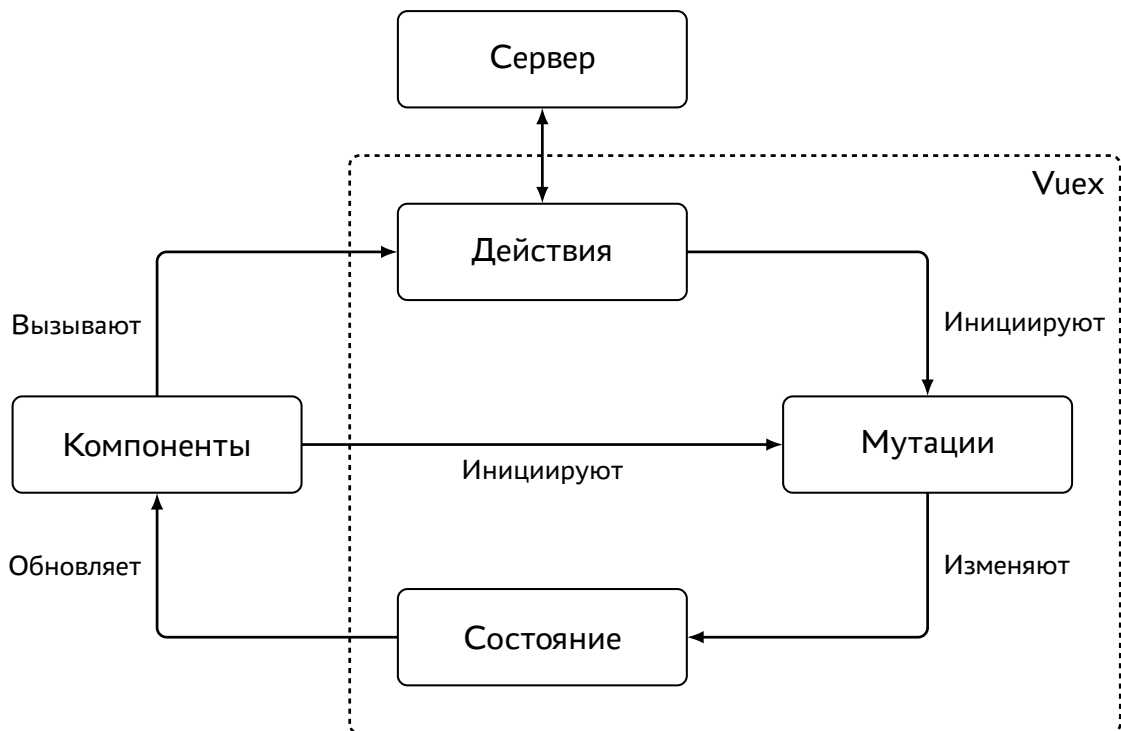 Сервер
Vuex
Действия
Вызывают
Инициируют
Компоненты
Мутации
Инициируют
Обновляет
Изменяют
Состояние